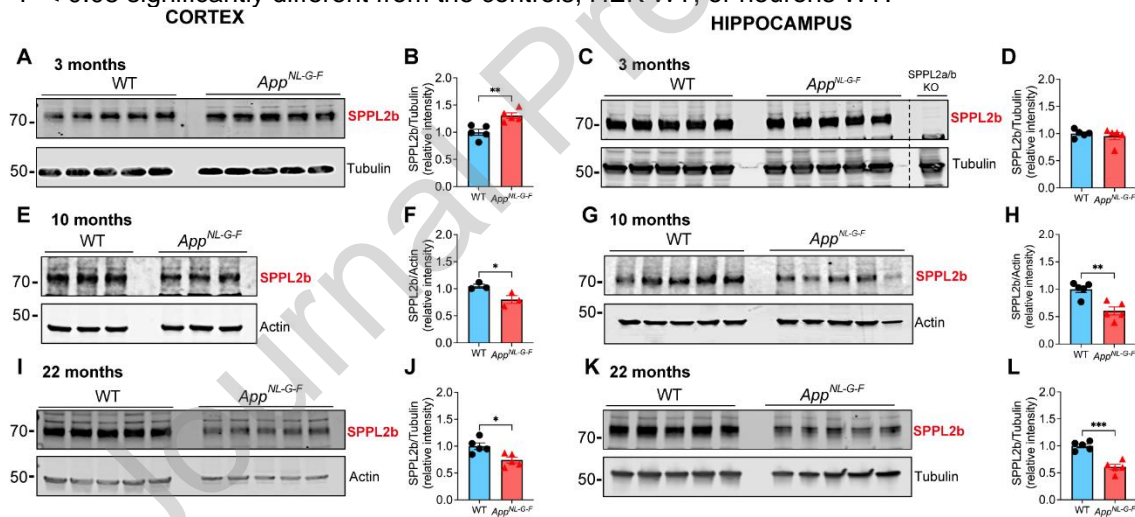 CORTEX
HIPPOCAMPUS
A 3 months
WT App^NL-G-F
70-
SPPL2b
50-
Tubulin
B
SPPL2b/Tubulin
(relative intensity)
2.0
1.5
1.0
0.5
0.0
**
WT App^NL-G-F
C 3 months
WT App^NL-G-F SPPL2a/b
KO
70-
SPPL2b
50-
Tubulin
D
SPPL2b/Tubulin
(relative intensity)
2.0
1.5
1.0
0.5
0.0
WT App^NL-G-F
E 10 months
WT App^NL-G-F
70-
SPPL2b
50-
Actin
F
SPPL2b/Actin
(relative intensity)
2.0
1.5
1.0
0.5
0.0
*
WT App^NL-G-F
G 10 months
WT App^NL-G-F
70-
SPPL2b
50-
Actin
H
SPPL2b/Actin
(relative intensity)
2.0
1.5
1.0
0.5
0.0
**
WT App^NL-G-F
I 22 months
WT App^NL-G-F
70-
SPPL2b
50-
Actin
J
SPPL2b/Tubulin
(relative intensity)
2.0
1.5
1.0
0.5
0.0
*
WT App^NL-G-F
K 22 months
WT App^NL-G-F
70-
SPPL2b
50-
Tubulin
L
SPPL2b/Tubulin
(relative intensity)
2.0
1.5
1.0
0.5
0.0
***
WT App^NL-G-F
Journal Pre